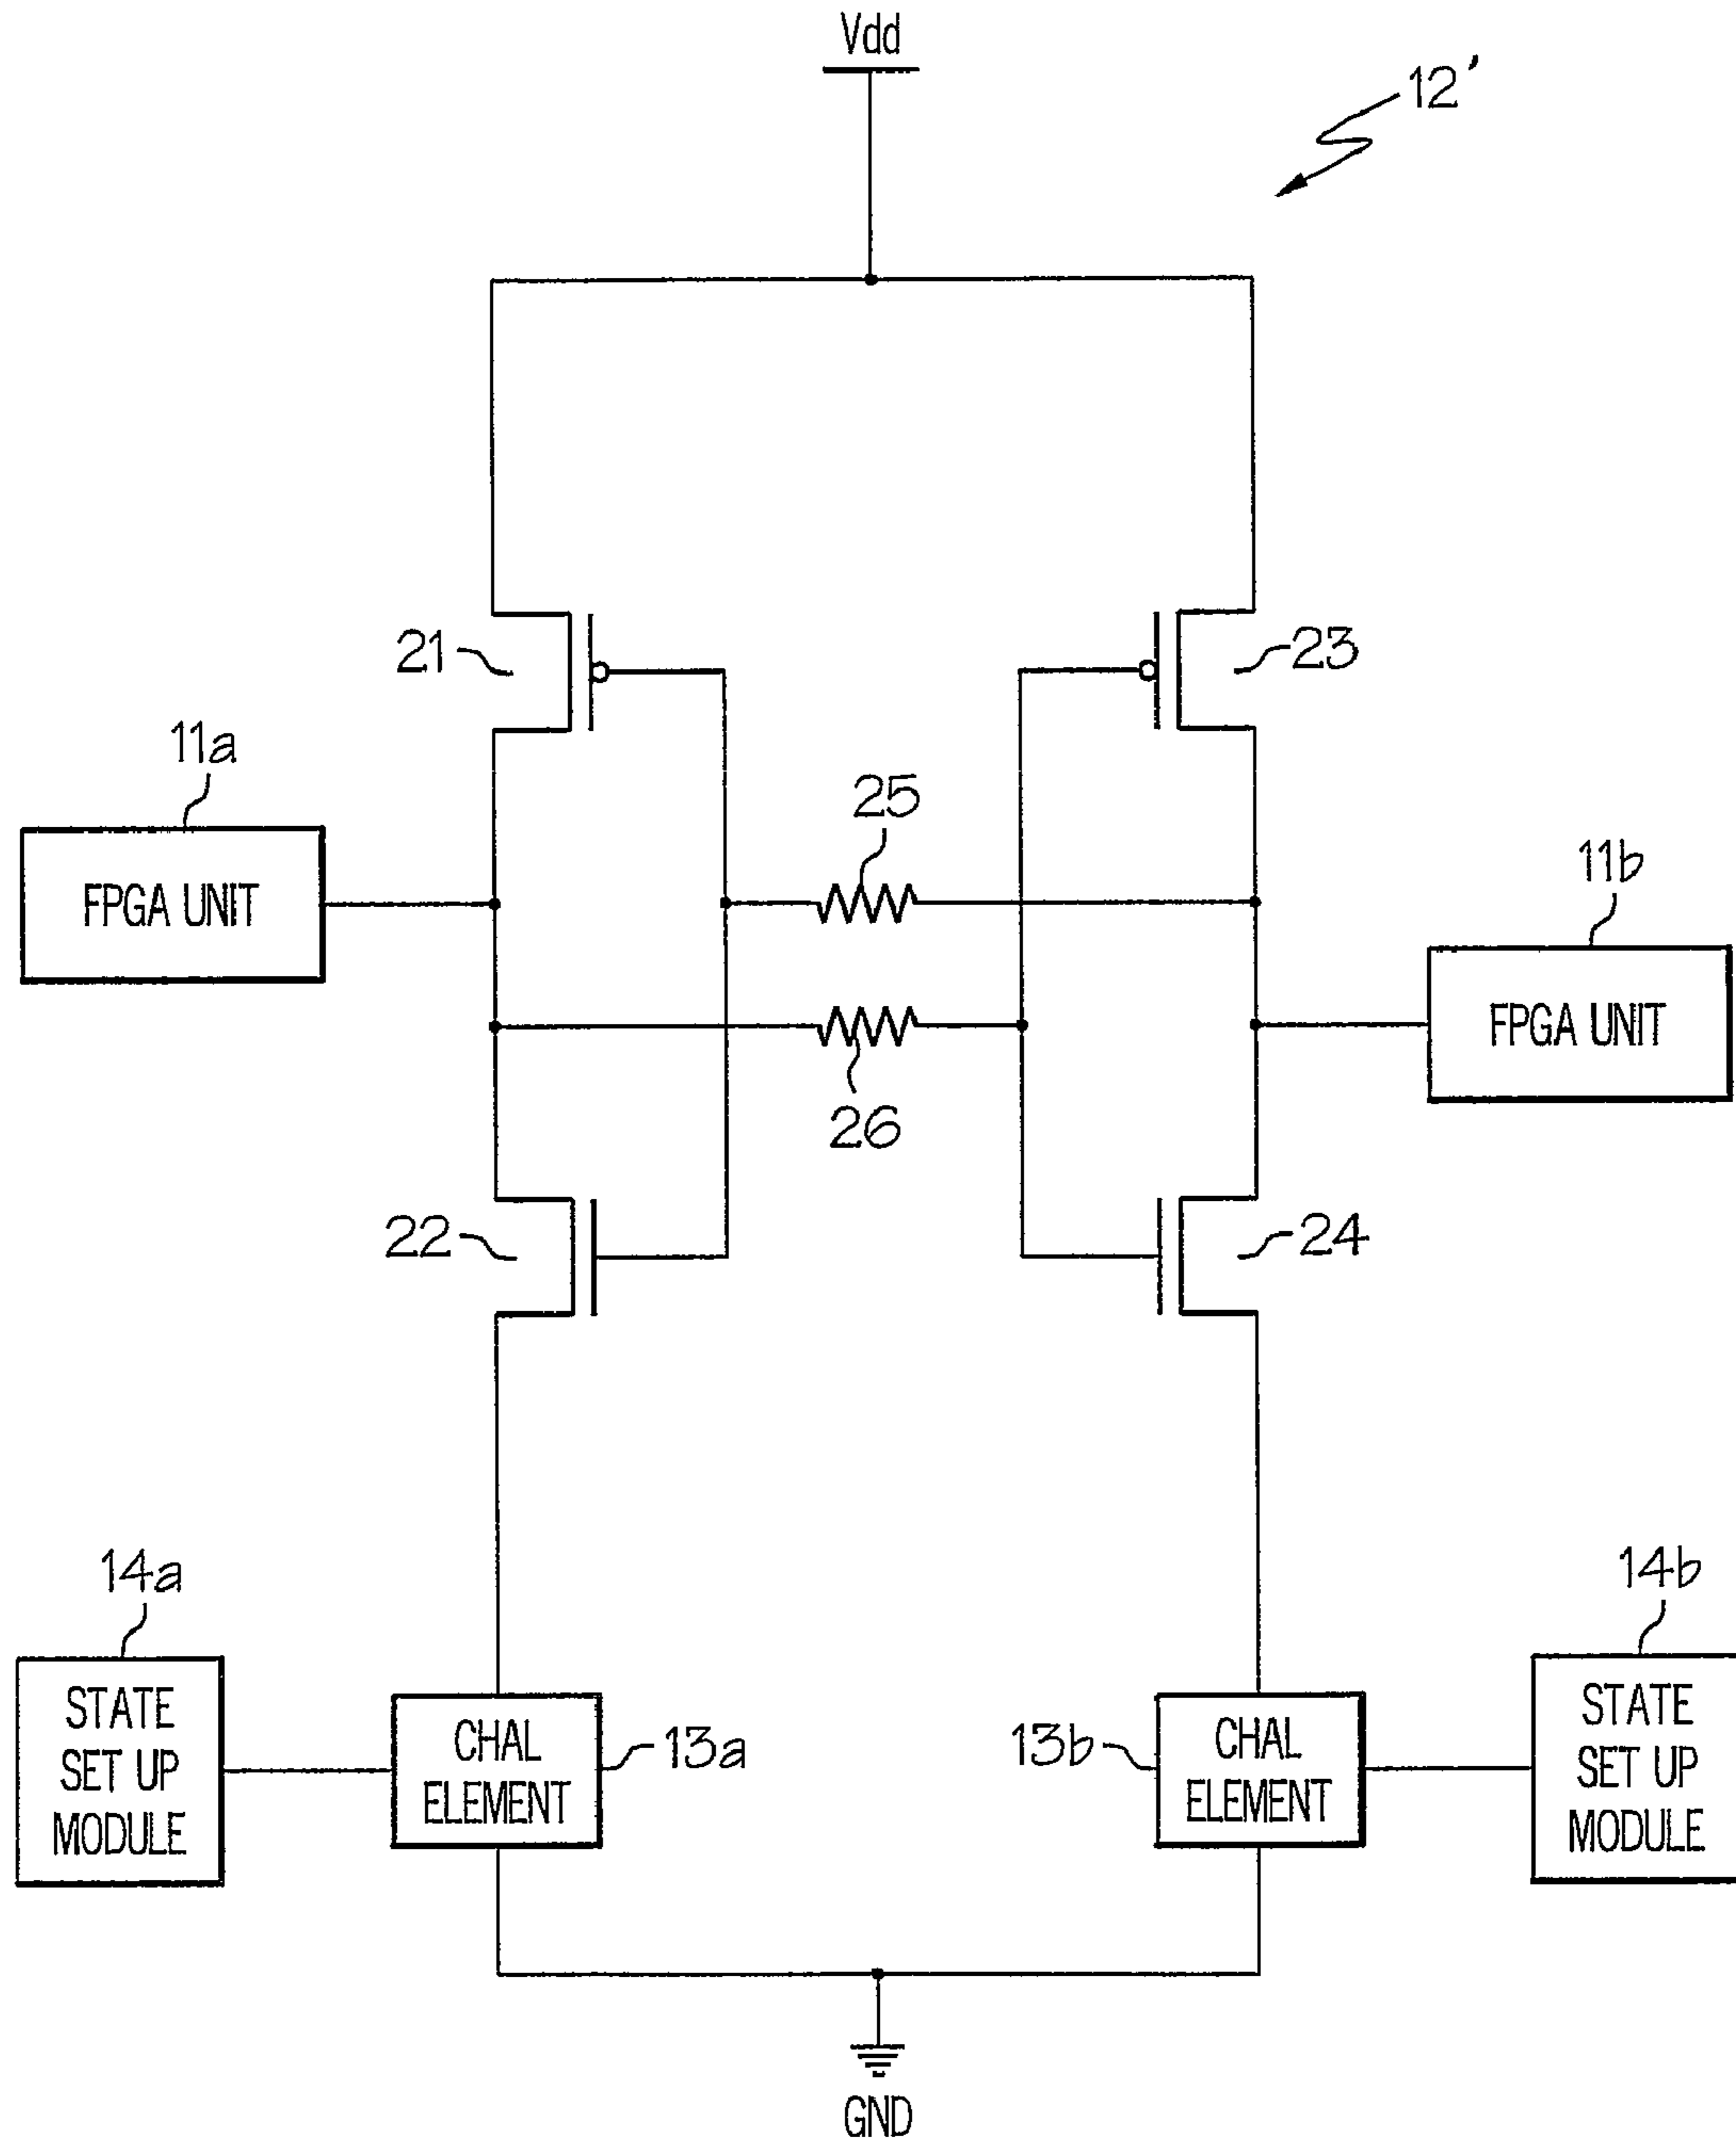 Vdd
12'
21
23
11a
25
11b
FPGA UNIT
FPGA UNIT
26
22
24
14a
14b
STATE
SET UP
MODULE
CHAL
ELEMENT
13a
13b
CHAL
ELEMENT
STATE
SET UP
MODULE
GND